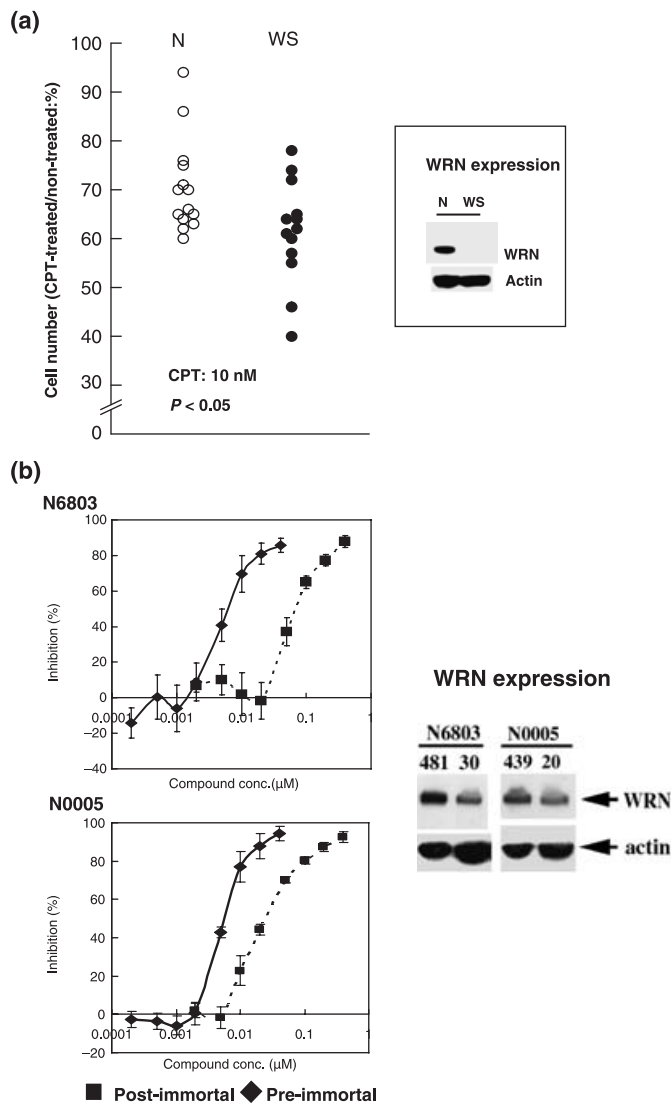 (a)
N WS
100
90
80
70
60
50
40
30
0
Cell number (CPT-treated/non-treated:%)
CPT: 10 nM
P < 0.05
WRN expression
N WS
WRN
Actin
(b)
N6803
100
80
60
40
20
0
−20
−40
Inhibition (%)
0.0001 0.001 0.01 0.1 1
Compound conc.(μM)
N0005
100
80
60
40
20
0
−20
Inhibition (%)
0.0001 0.001 0.01 0.1 1
Compound conc. (μM)
Post-immortal Pre-immortal
WRN expression
N6803 N0005
481 30 439 20
WRN
actin